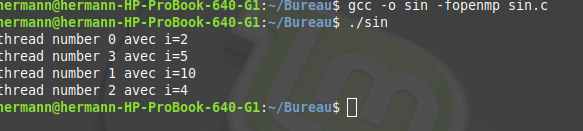 hermann@hermann-HP-ProBook-640-G1:~/Bureau$ gcc -o sin -fopenmp sin.c
hermann@hermann-HP-ProBook-640-G1:~/Bureau$ ./sin
thread number 0 avec i=2
thread number 3 avec i=5
thread number 1 avec i=10
thread number 2 avec i=4
hermann@hermann-HP-ProBook-640-G1:~/Bureau$